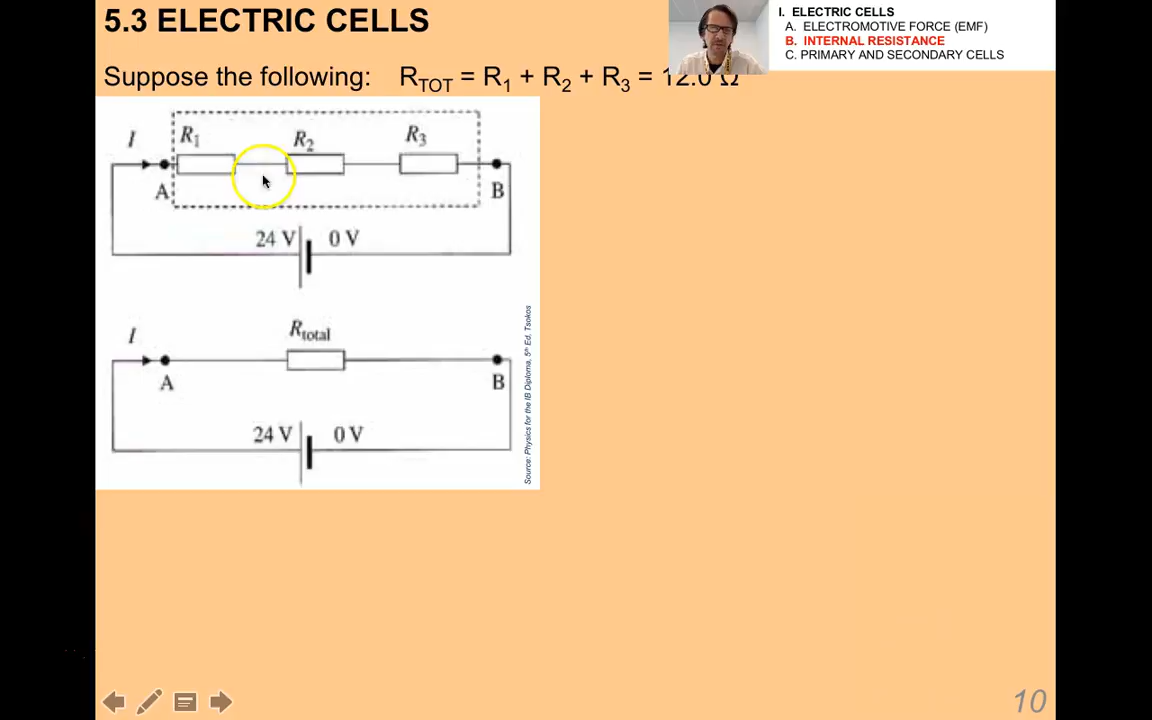 5.3 ELECTRIC CELLS
I. ELECTRIC CELLS
A. ELECTROMOTIVE FORCE (EMF)
B. INTERNAL RESISTANCE
C. PRIMARY AND SECONDARY CELLS
Suppose the following: R_TOT = R₁ + R₂ + R₃ = 12.0 Ω
I R₁ R₂ R₃
A B
24 V 0 V
I R_total
A B
24 V 0 V
Source: Physics for the IB Diploma, 5th Ed. Tsokos
10